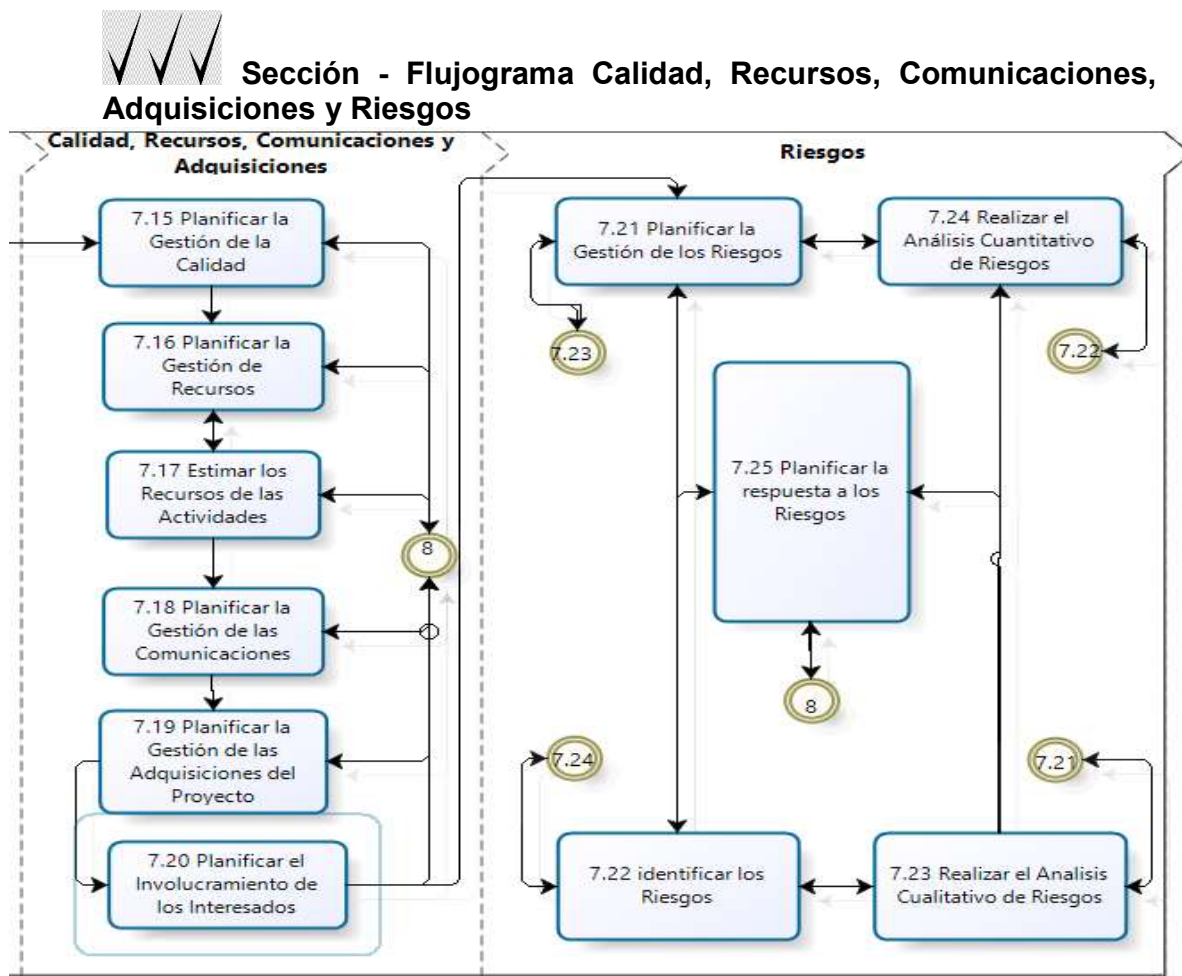 Sección - Flujograma Calidad, Recursos, Comunicaciones,
Adquisiciones y Riesgos
Calidad, Recursos, Comunicaciones y
Adquisiciones
7.15 Planificar la
Gestión de la
Calidad
7.16 Planificar la
Gestión de
Recursos
7.17 Estimar los
Recursos de las
Actividades
8
7.18 Planificar la
Gestión de las
Comunicaciones
7.19 Planificar la
Gestión de las
Adquisiciones del
Proyecto
7.20 Planificar el
Involucramiento de
los Interesados
Riesgos
7.21 Planificar la
Gestión de los Riesgos
7.24 Realizar el
Análisis Cuantitativo
de Riesgos
7.23
7.22
7.25 Planificar la
respuesta a los
Riesgos
8
7.24
7.21
7.22 identificar los
Riesgos
7.23 Realizar el Analisis
Cualitativo de Riesgos